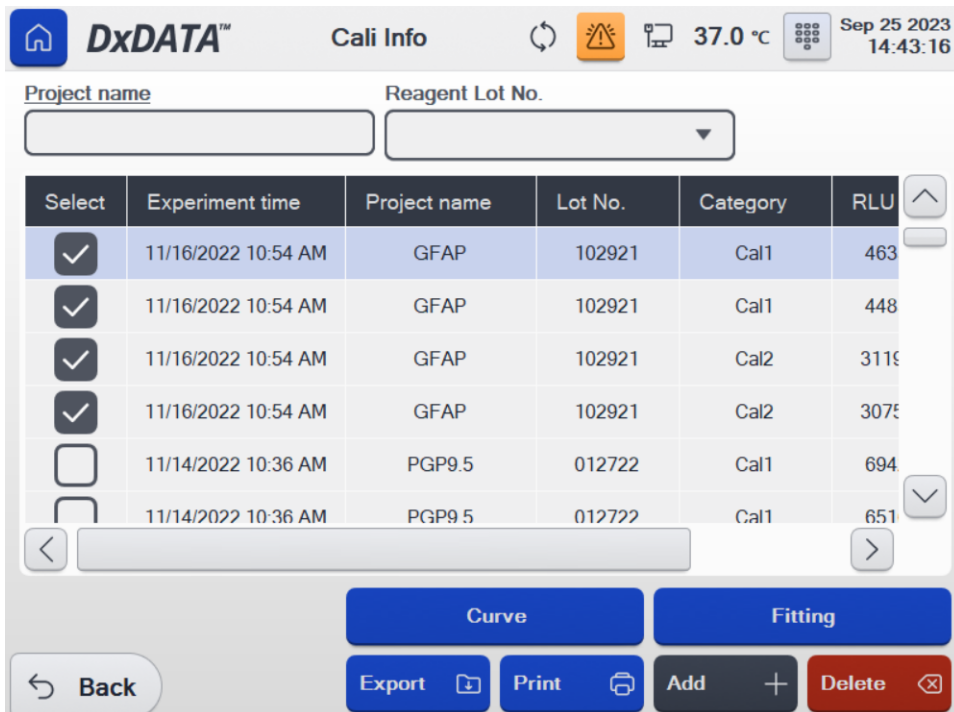 DxDATA™ Cali Info 37.0 °C Sep 25 2023
14:43:16
Project name Reagent Lot No.
Select Experiment time Project name Lot No. Category RLU
11/16/2022 10:54 AM GFAP 102921 Cal1 463
11/16/2022 10:54 AM GFAP 102921 Cal1 448
11/16/2022 10:54 AM GFAP 102921 Cal2 3119
11/16/2022 10:54 AM GFAP 102921 Cal2 3075
11/14/2022 10:36 AM PGP9.5 012722 Cal1 694.
11/14/2022 10:36 AM PGP9.5 012722 Cal1 651
Curve Fitting
Back Export Print Add Delete